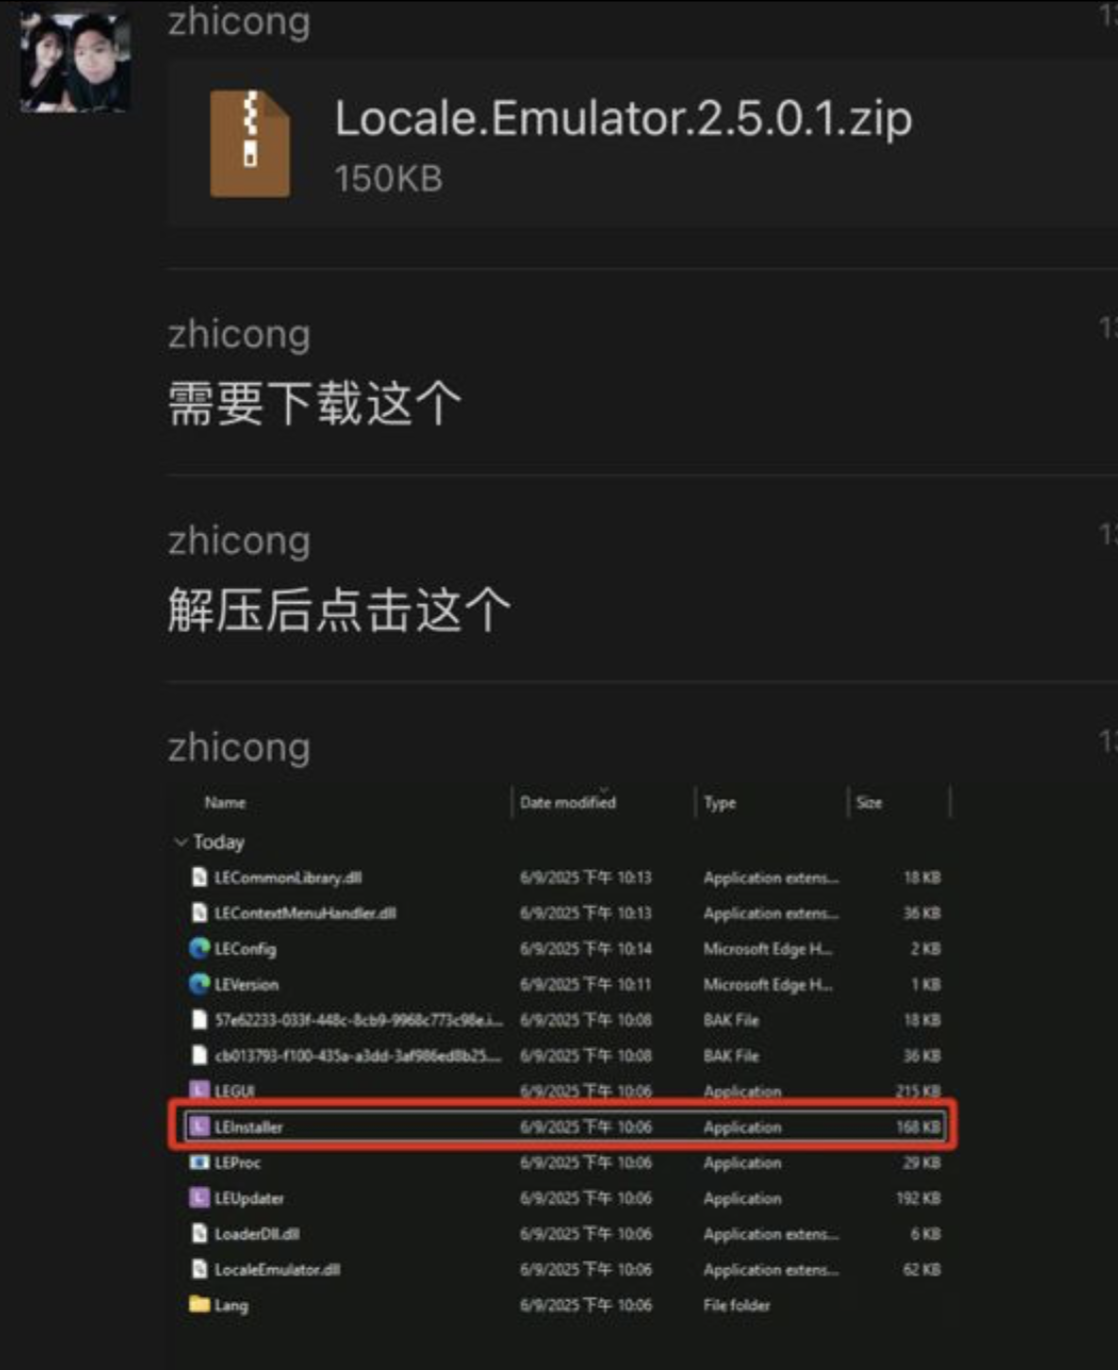 zhicong
Locale.Emulator.2.5.0.1.zip
150KB
zhicong
需要下载这个
zhicong
解压后点击这个
zhicong
Name Date modified Type Size
Today
LECommonLibrary.dll 6/9/2025 下午 10:13 Application extens... 18 KB
LEContextMenuHandler.dll 6/9/2025 下午 10:13 Application extens... 36 KB
LEConfig 6/9/2025 下午 10:14 Microsoft Edge H... 2 KB
LEVersion 6/9/2025 下午 10:11 Microsoft Edge H... 1 KB
57e62233-033f-448c-8cb9-9968c773c98e.i... 6/9/2025 下午 10:08 BAK File 18 KB
cb013793-f100-435a-a3dd-3af986ed8b25.... 6/9/2025 下午 10:08 BAK File 36 KB
LEGUI 6/9/2025 下午 10:06 Application 215 KB
LEInstaller 6/9/2025 下午 10:06 Application 168 KB
LEProc 6/9/2025 下午 10:06 Application 29 KB
LEUpdater 6/9/2025 下午 10:06 Application 192 KB
LoaderDll.dll 6/9/2025 下午 10:06 Application extens... 6 KB
LocaleEmulator.dll 6/9/2025 下午 10:06 Application extens... 62 KB
Lang 6/9/2025 下午 10:06 File folder